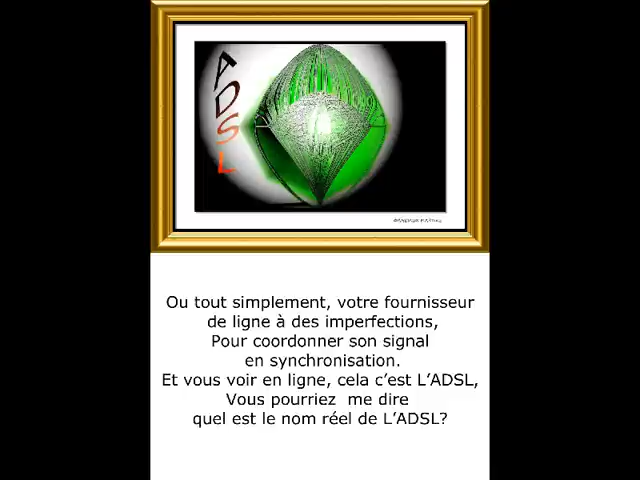 ADSL
Ou tout simplement, votre fournisseur
de ligne à des imperfections,
Pour coordonner son signal
en synchronisation.
Et vous voir en ligne, cela c’est L’ADSL,
Vous pourriez  me dire
quel est le nom réel de L’ADSL?